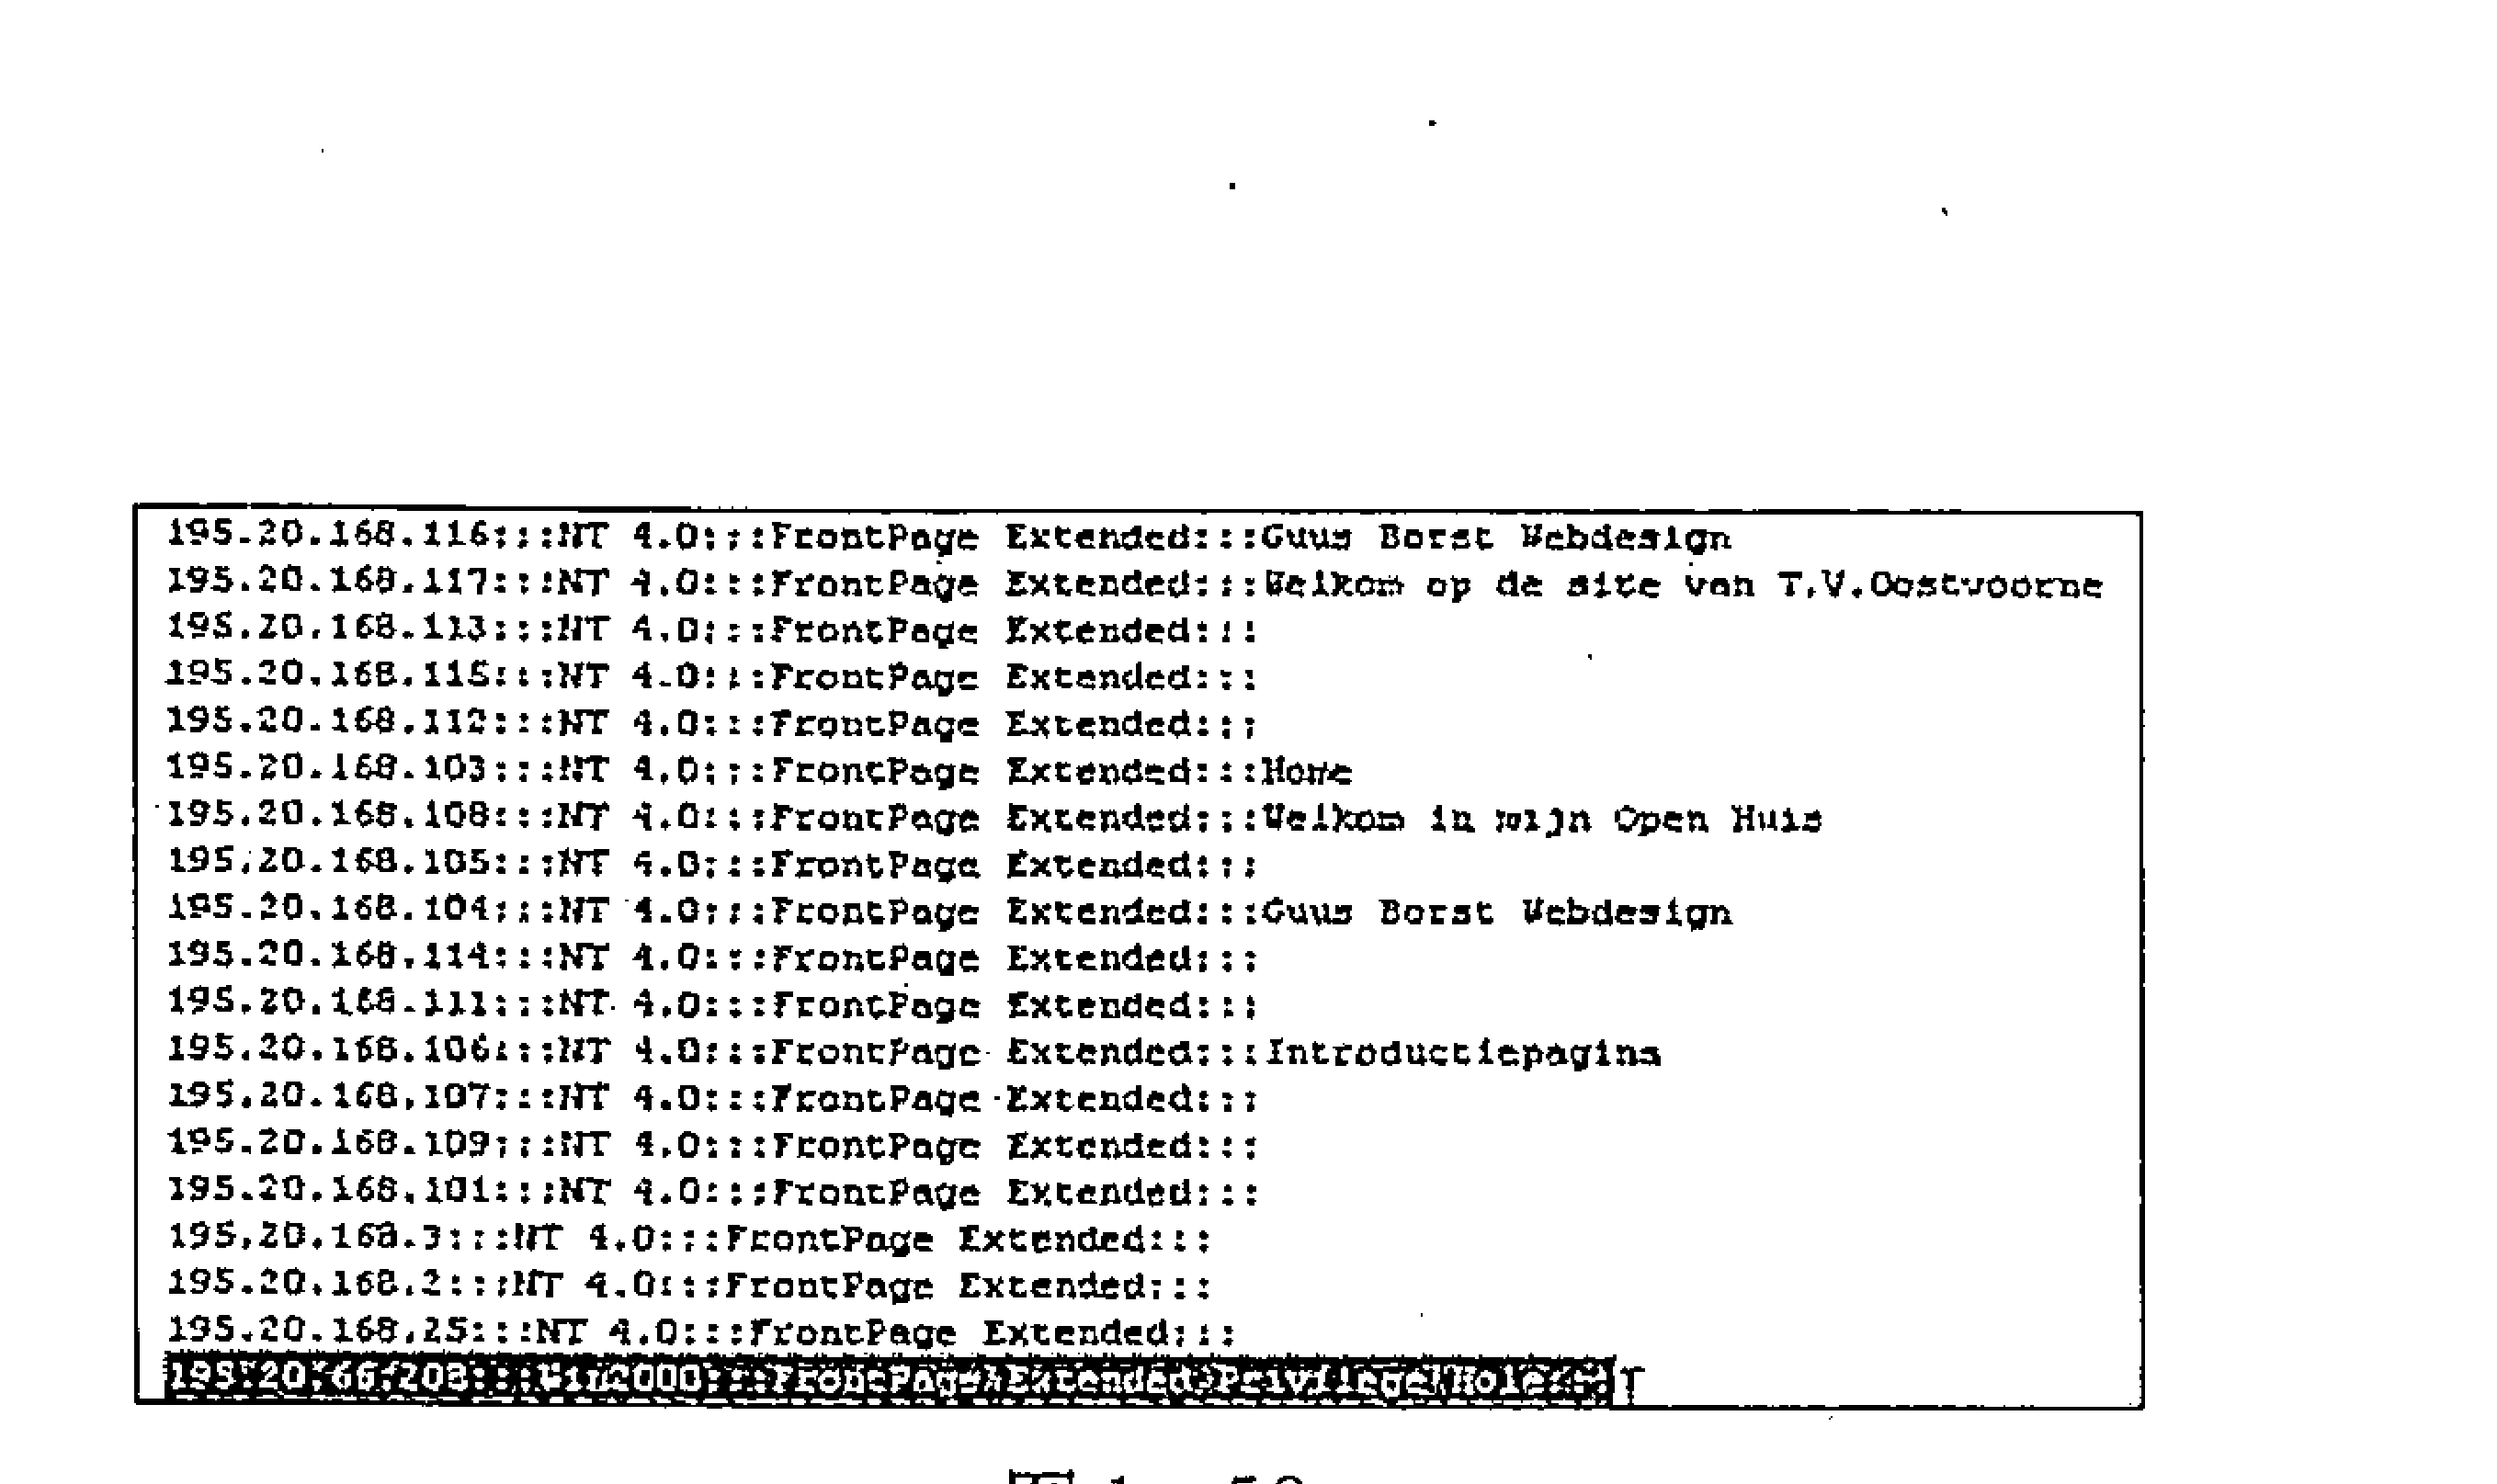 195.20.168.116:::NT 4.0:::FrontPage Extended:::Guus Borst Webdesign
195.20.168.117:::NT 4.0:::FrontPage Extended:::Welkom op de site van T.V.Oostvoorne
195.20.168.113:::NT 4.0:::FrontPage Extended:::
195.20.168.115:::NT 4.0:::FrontPage Extended:::
195.20.168.112:::NT 4.0:::FrontPage Extended:::
195.20.168.103:::NT 4.0:::FrontPage Extended:::Home
195.20.168.108:::NT 4.0:::FrontPage Extended:::Welkom in mijn Open Huis
195.20.168.105:::NT 4.0:::FrontPage Extended:::
195.20.168.104:::NT 4.0:::FrontPage Extended:::Guus Borst Webdesign
195.20.168.114:::NT 4.0:::FrontPage Extended:::
195.20.168.111:::NT 4.0:::FrontPage Extended:::
195.20.168.106:::NT 4.0:::FrontPage Extended:::Introductiepagina
195.20.168.107:::NT 4.0:::FrontPage Extended:::
195.20.168.109:::NT 4.0:::FrontPage Extended:::
195.20.168.101:::NT 4.0:::FrontPage Extended:::
195.20.168.3:::NT 4.0:::FrontPage Extended:::
195.20.168.2:::NT 4.0:::FrontPage Extended:::
195.20.168.25:::NT 4.0:::FrontPage Extended:::